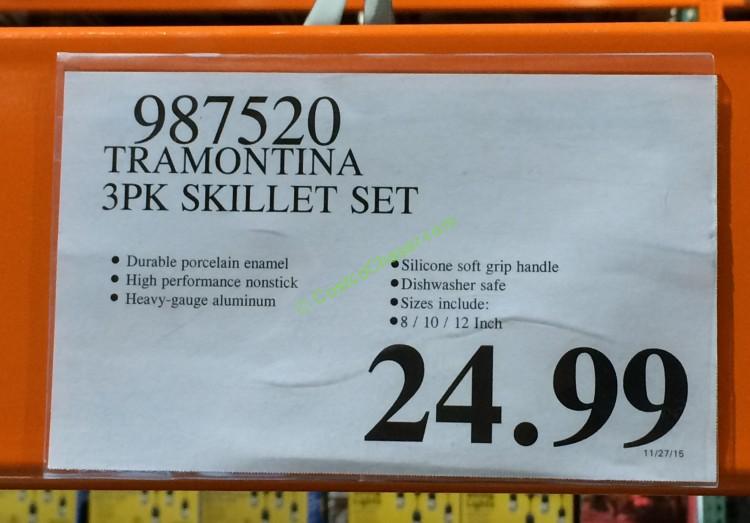 987520
TRAMONTINA
3PK SKILLET SET
• Durable porcelain enamel
• High performance nonstick
• Heavy-gauge aluminum
• Silicone soft grip handle
• Dishwasher safe
• Sizes include:
• 8 / 10 / 12 Inch
24.99
11/27/15